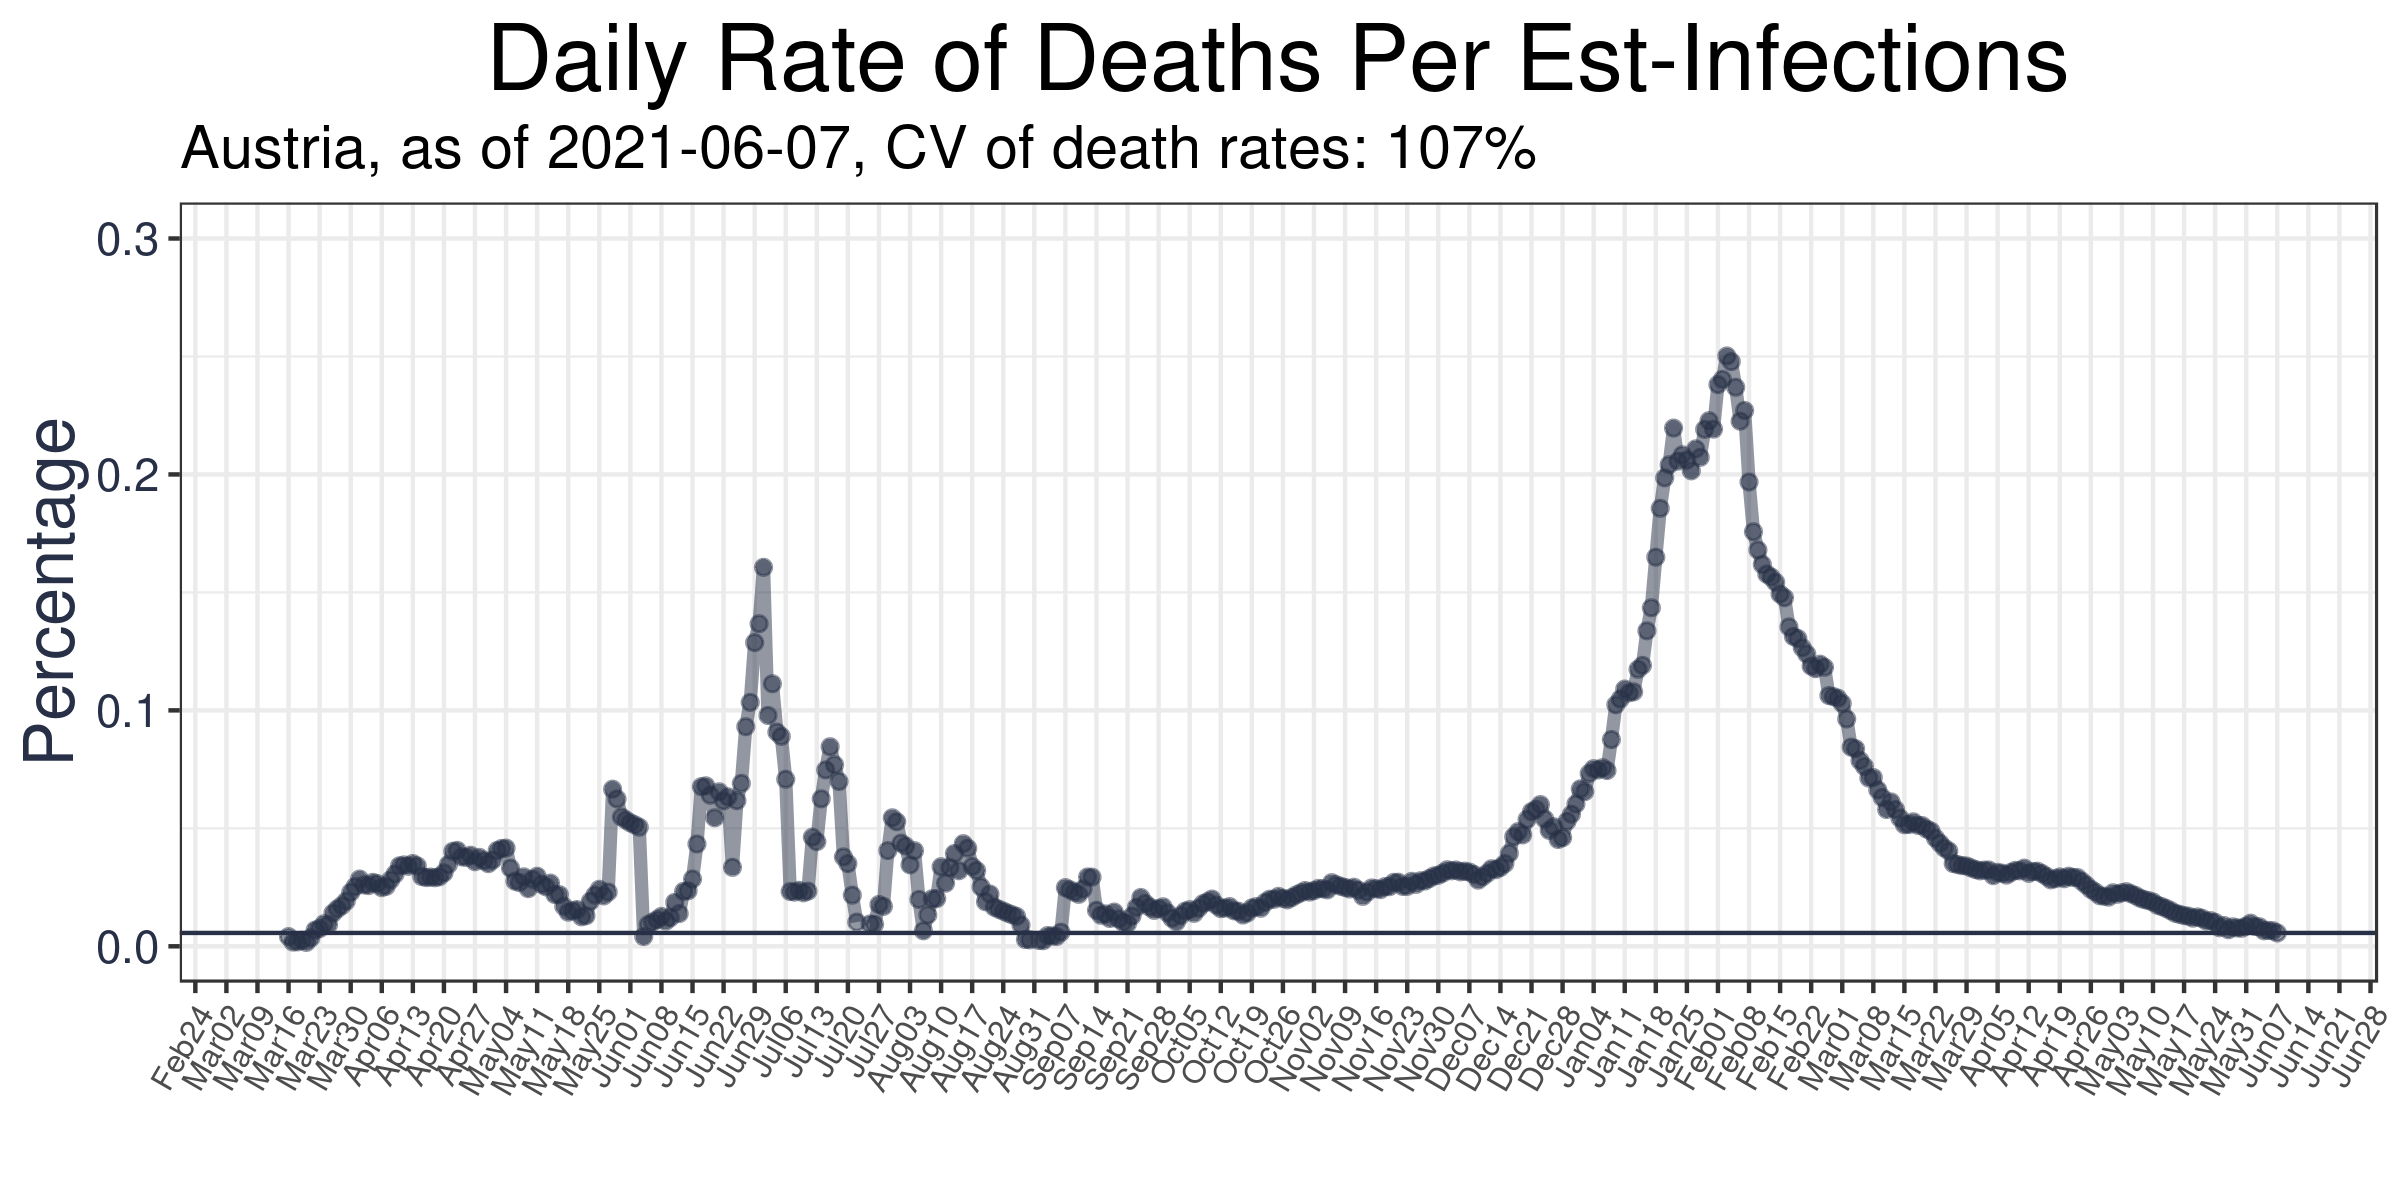 Daily Rate of Deaths Per Est-Infections
Austria, as of 2021-06-07, CV of death rates: 107%
Percentage
0.3
0.2
0.1
0.0
Feb24 Mar02 Mar09 Mar16 Mar23 Mar30 Apr06 Apr13 Apr20 Apr27 May04 May11 May18 May25 Jun01 Jun08 Jun15 Jun22 Jun29 Jul06 Jul13 Jul20 Jul27 Aug03 Aug10 Aug17 Aug24 Aug31 Sep07 Sep14 Sep21 Sep28 Oct05 Oct12 Oct19 Oct26 Nov02 Nov09 Nov16 Nov23 Nov30 Dec07 Dec14 Dec21 Dec28 Jan04 Jan11 Jan18 Jan25 Feb01 Feb08 Feb15 Feb22 Mar01 Mar08 Mar15 Mar22 Mar29 Apr05 Apr12 Apr19 Apr26 May03 May10 May17 May24 May31 Jun07 Jun14 Jun21 Jun28